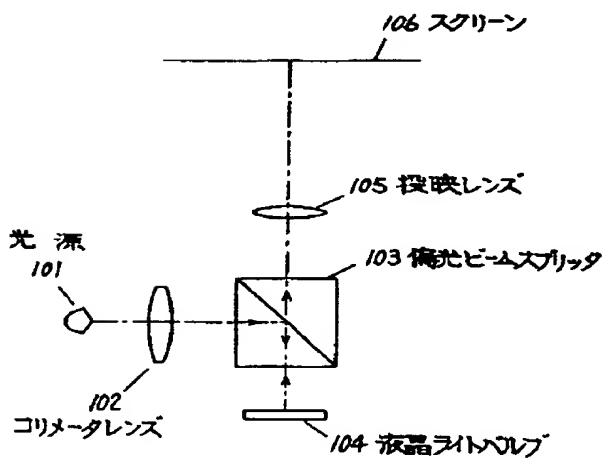 106 スクリーン
105 投映レンズ
光源
101
103 偏光ビームスプリッタ
102
コリメータレンズ
104 液晶ライトバルブ